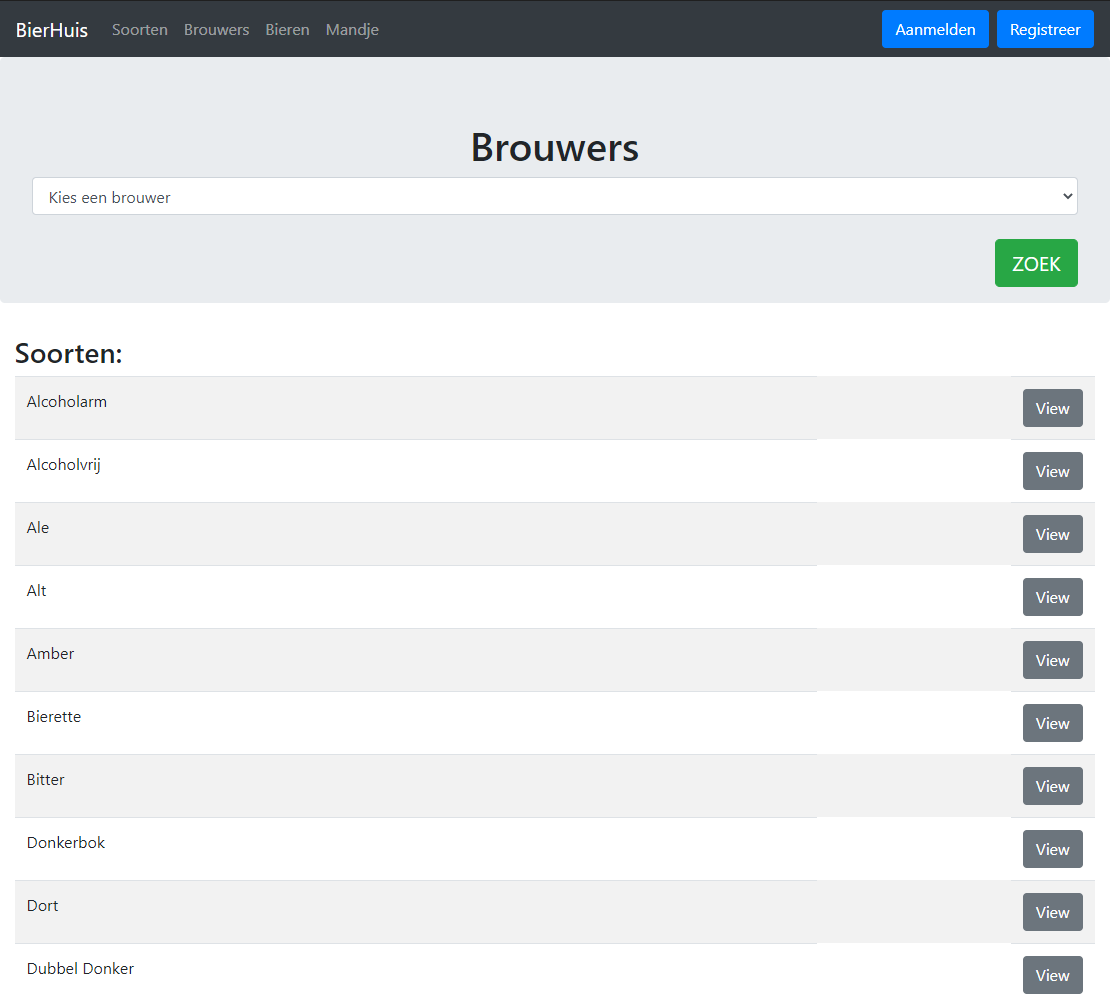 BierHuis Soorten Brouwers Bieren Mandje Aanmelden Registreer
Brouwers
Kies een brouwer
ZOEK
Soorten:
Alcoholarm View
Alcoholvrij View
Ale View
Alt View
Amber View
Bierette View
Bitter View
Donkerbok View
Dort View
Dubbel Donker View